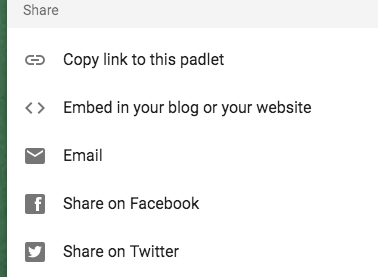 Share
Copy link to this padlet
Embed in your blog or your website
Email
Share on Facebook
Share on Twitter